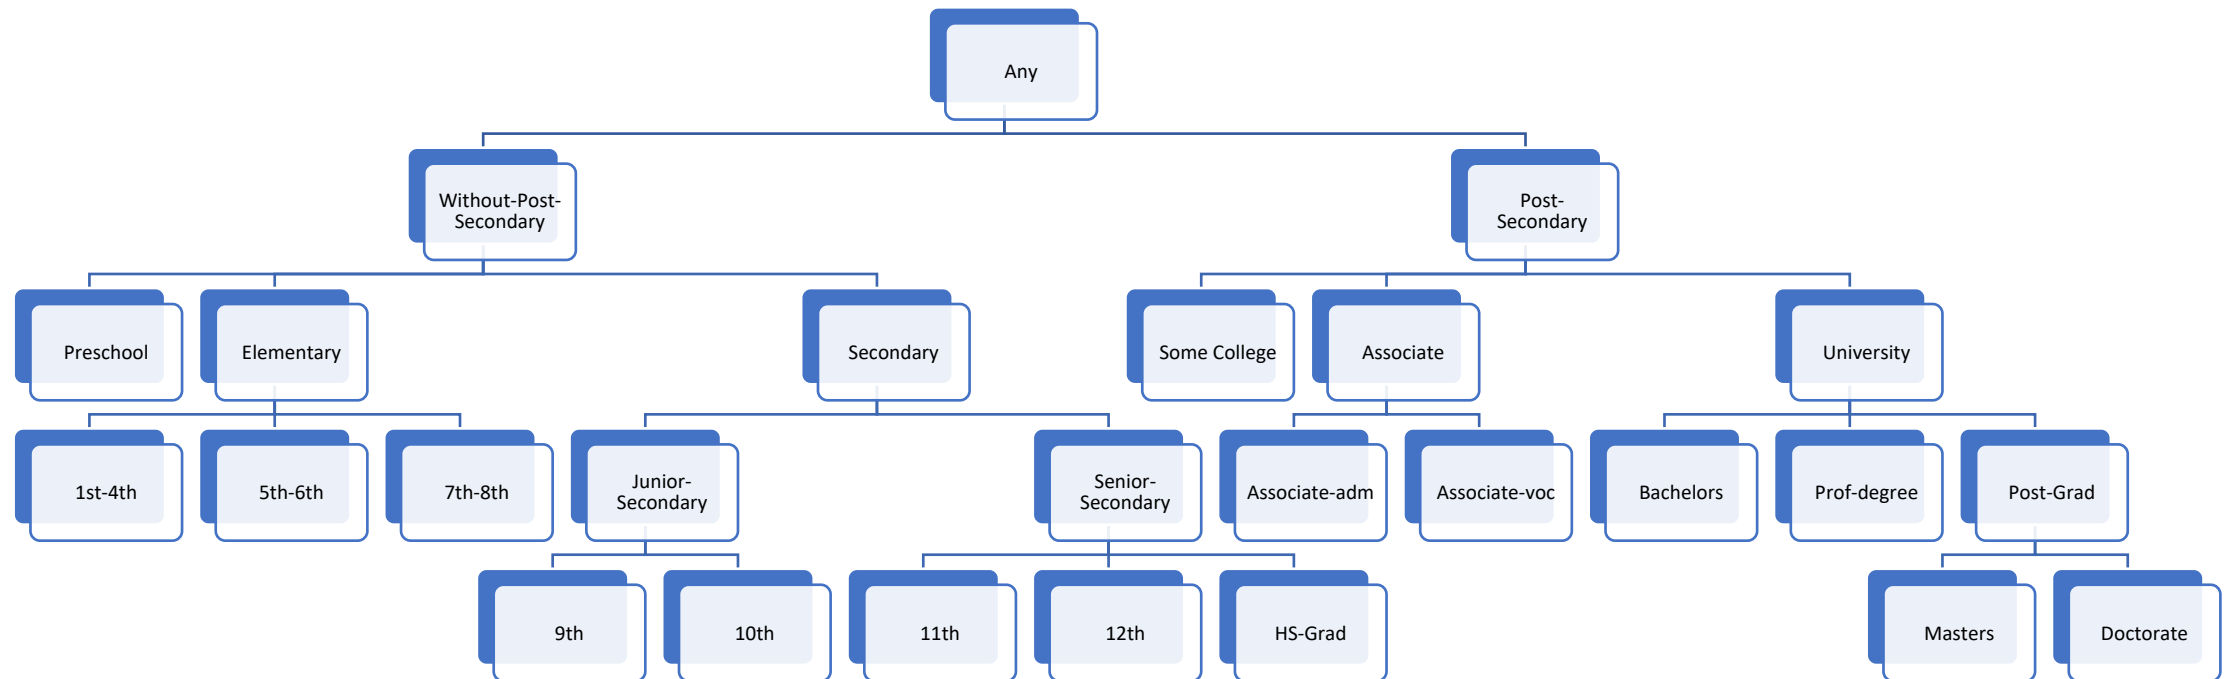 Any
Without-Post-
Secondary
Post-
Secondary
Preschool
Elementary
Secondary
Some College
Associate
University
1st-4th
5th-6th
7th-8th
Junior-
Secondary
Senior-
Secondary
Associate-adm
Associate-voc
Bachelors
Prof-degree
Post-Grad
9th
10th
11th
12th
HS-Grad
Masters
Doctorate